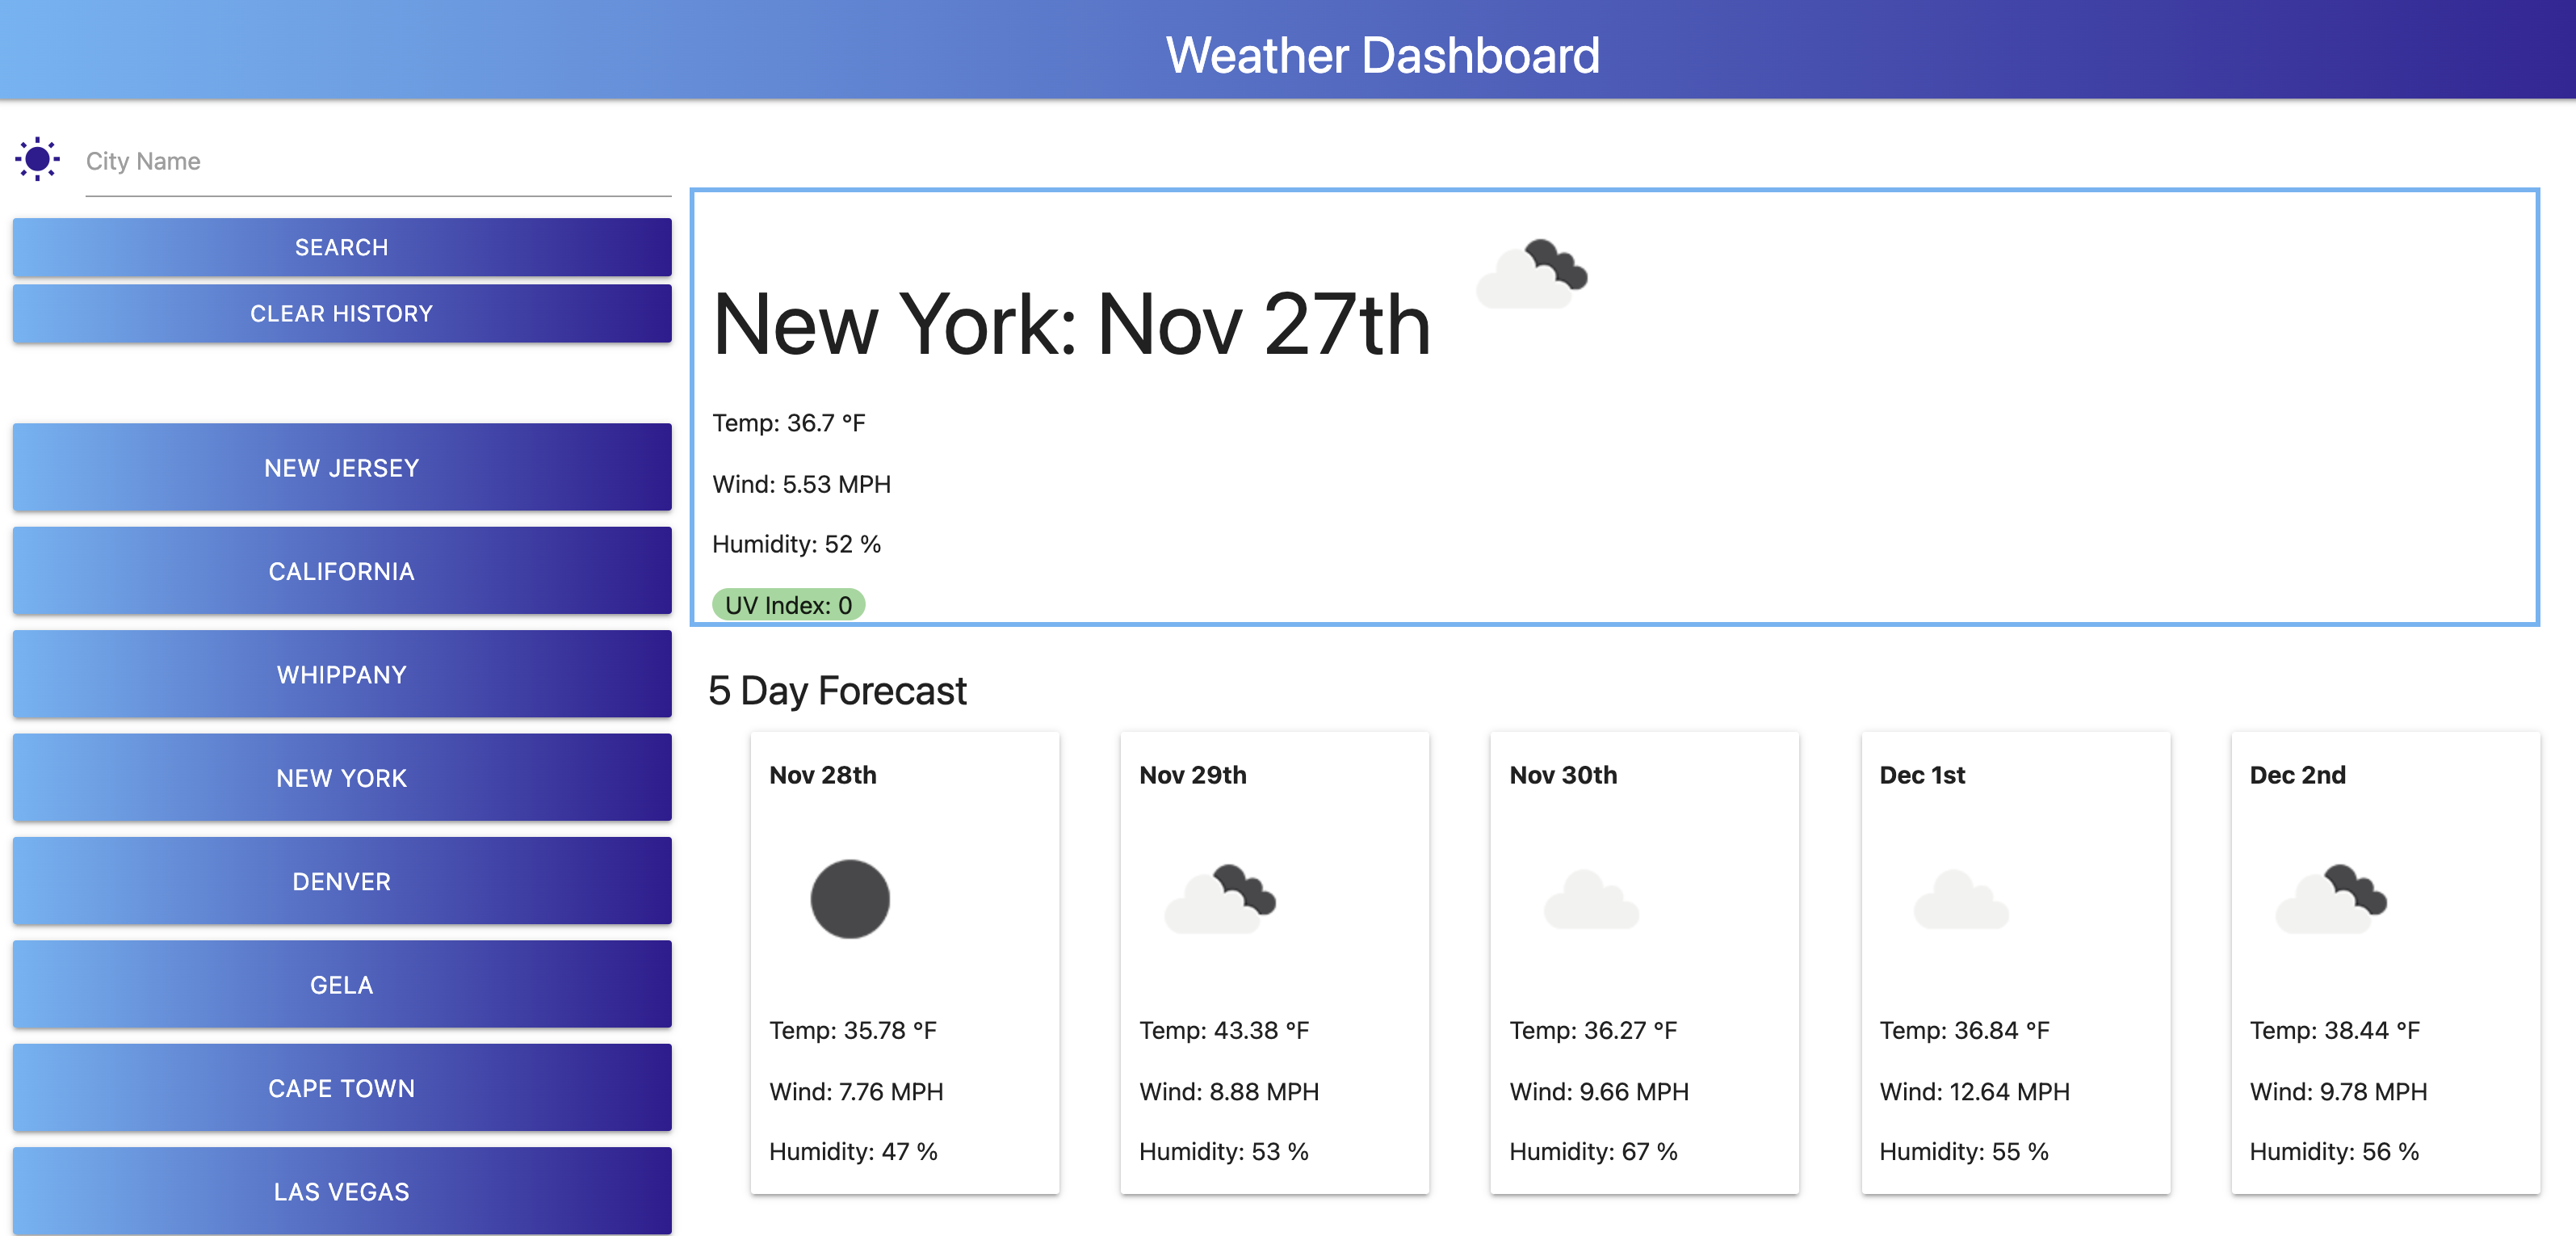 Weather Dashboard
City Name
SEARCH
CLEAR HISTORY
NEW JERSEY
CALIFORNIA
WHIPPANY
NEW YORK
DENVER
GELA
CAPE TOWN
LAS VEGAS
New York: Nov 27th
Temp: 36.7 °F
Wind: 5.53 MPH
Humidity: 52 %
UV Index: 0
5 Day Forecast
Nov 28th
Temp: 35.78 °F
Wind: 7.76 MPH
Humidity: 47 %
Nov 29th
Temp: 43.38 °F
Wind: 8.88 MPH
Humidity: 53 %
Nov 30th
Temp: 36.27 °F
Wind: 9.66 MPH
Humidity: 67 %
Dec 1st
Temp: 36.84 °F
Wind: 12.64 MPH
Humidity: 55 %
Dec 2nd
Temp: 38.44 °F
Wind: 9.78 MPH
Humidity: 56 %